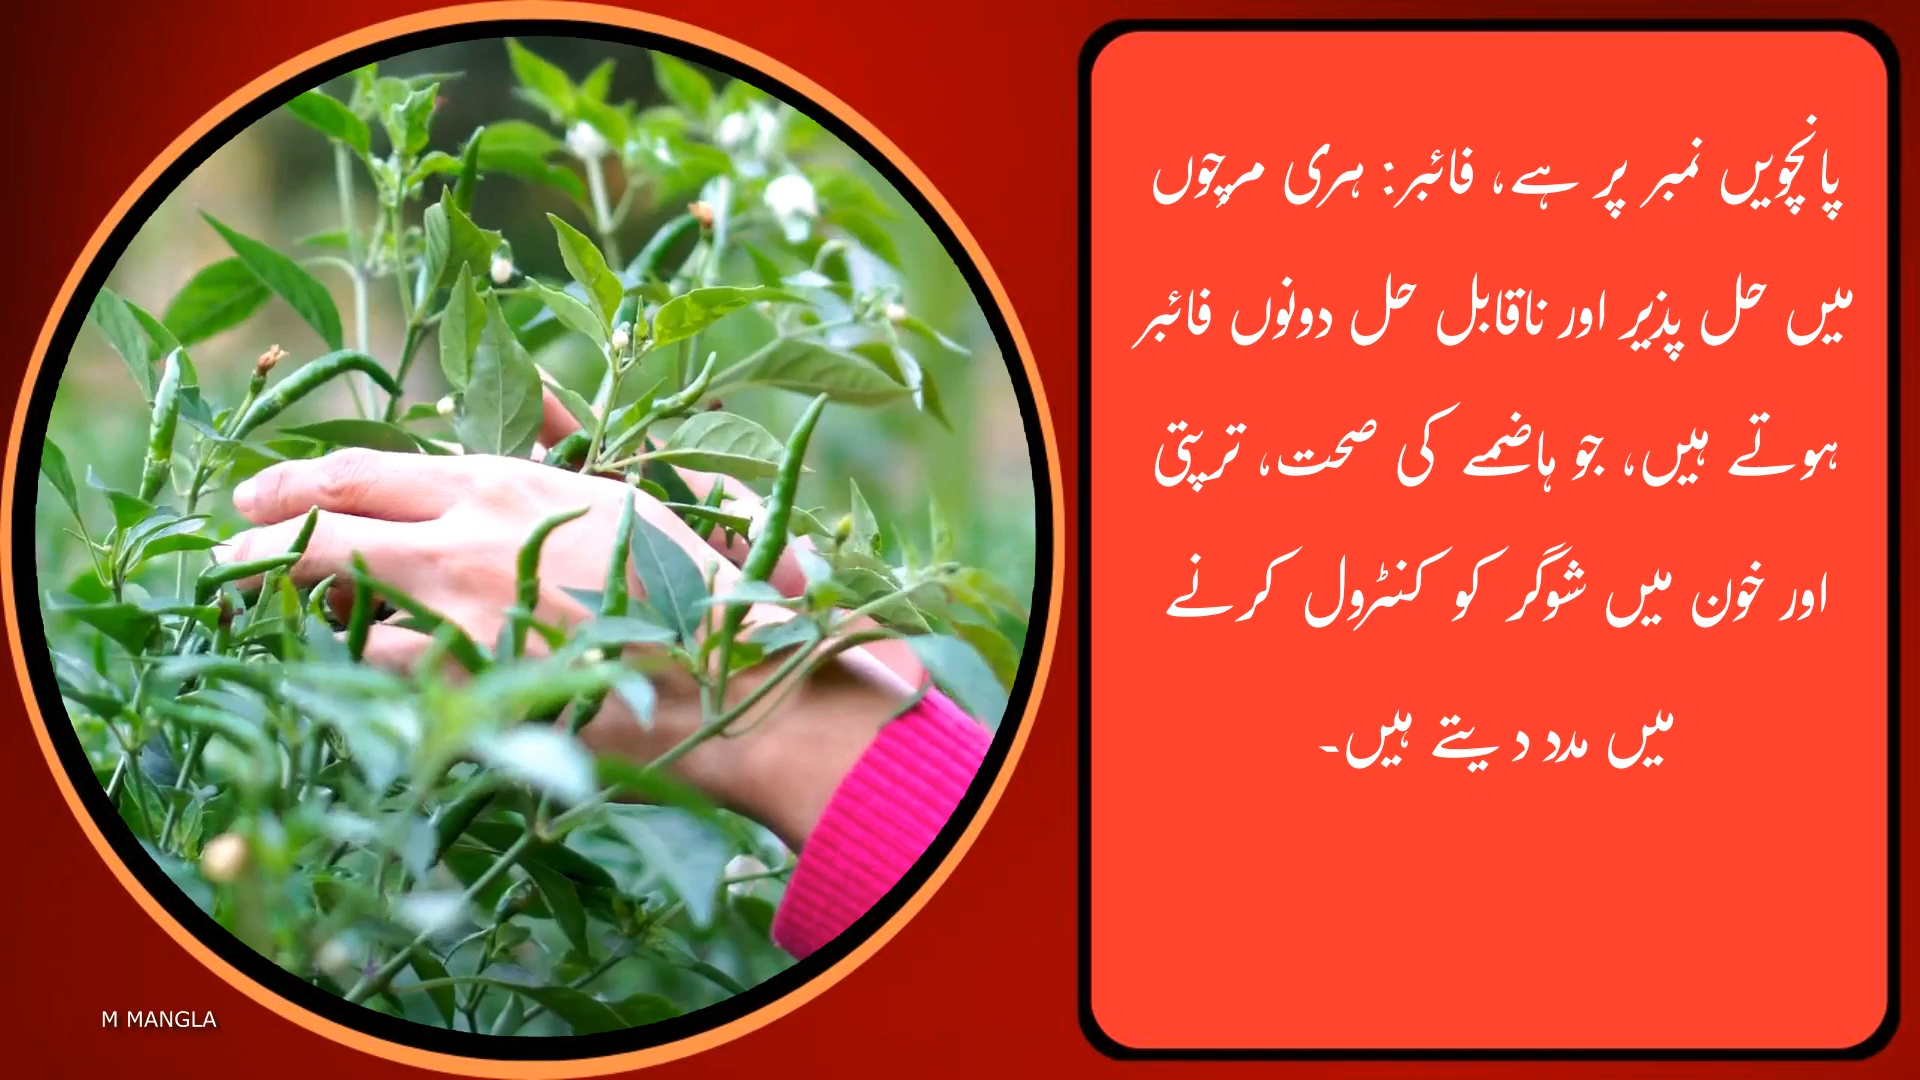 پانچویں نمبر پر ہے، فائبر: ہری مرچوں
میں حل پذیر اور ناقابل حل دونوں فائبر
ہوتے ہیں، جو ہاضمے کی صحت، ترپتی
اور خون میں شوگر کو کنٹرول کرنے
میں مدد دیتے ہیں۔
M MANGLA